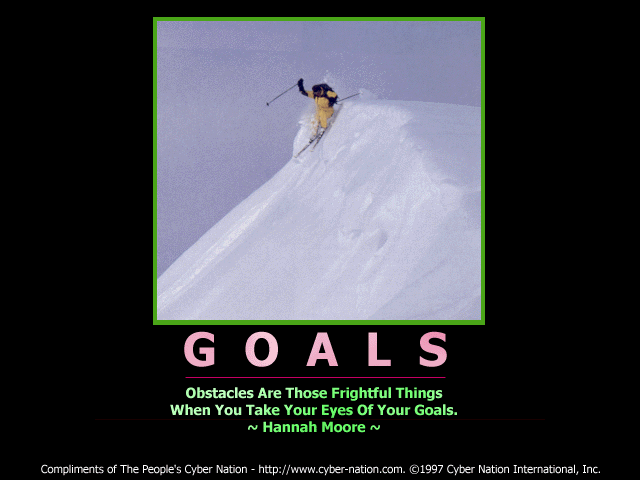 GOALS
Obstacles Are Those Frightful Things
When You Take Your Eyes Of Your Goals.
~ Hannah Moore ~
Compliments of The People's Cyber Nation - http://www.cyber-nation.com. ©1997 Cyber Nation International, Inc.